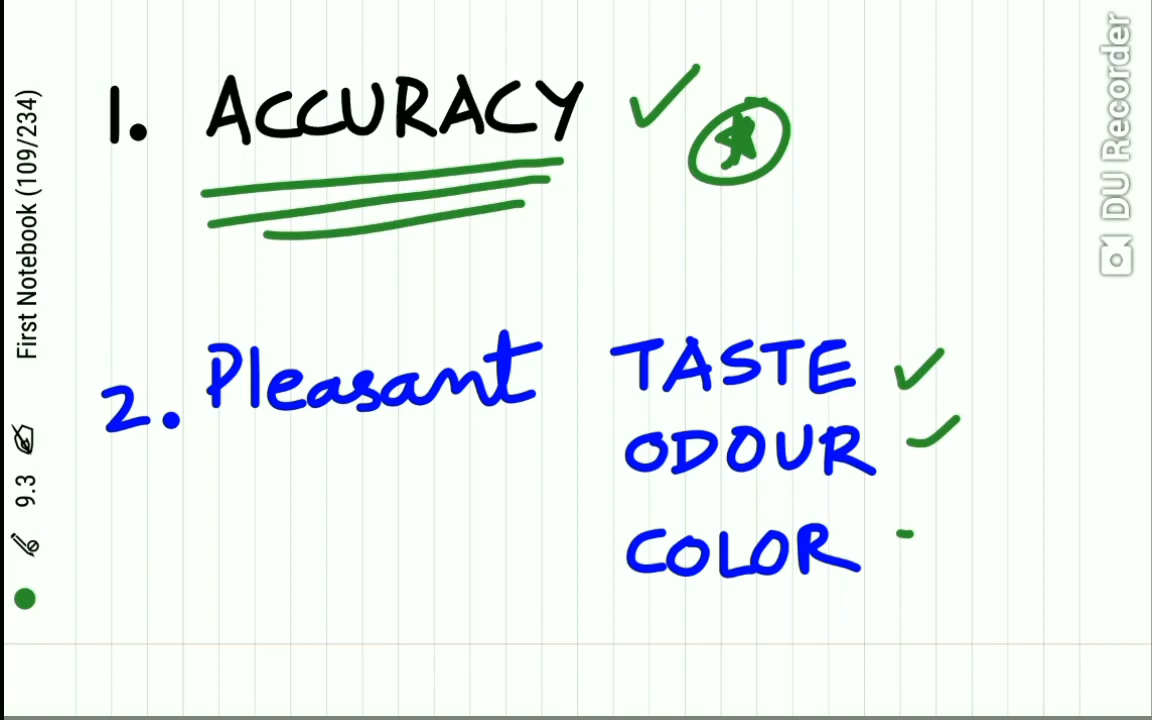 1. ACCURACY
2. Pleasant TASTE
ODOUR
COLOR
First Notebook (109/234)
9.3
DU Recorder